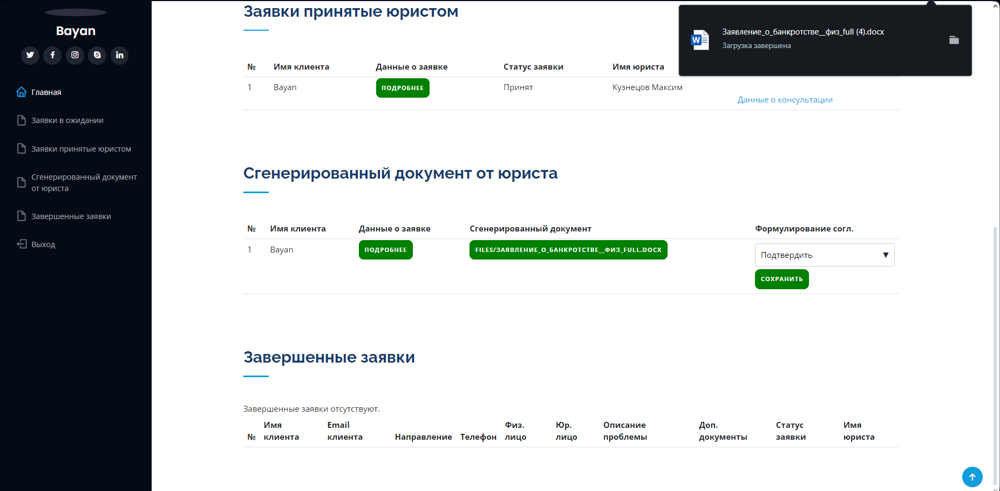 Bayan
Главная
Заявки в ожидании
Заявки принятые юристом
Сгенерированный документ
от юриста
Завершенные заявки
Выход
Заявки принятые юристом
Заявление_о_банкротстве__физ_full (4).docx
Загрузка завершена
№ Имя клиента Данные о заявке Статус заявки Имя юриста
1 Bayan ПОДРОБНЕЕ Принят Кузнецов Максим
Данные о консультации
Сгенерированный документ от юриста
№ Имя клиента Данные о заявке Сгенерированный документ Формулирование согл.
1 Bayan ПОДРОБНЕЕ FILES/ЗАЯВЛЕНИЕ_О_БАНКРОТСТВЕ__ФИЗ_FULL.DOCX Подтвердить
СОХРАНИТЬ
Завершенные заявки
Завершенные заявки отсутствуют.
Имя Email Физ. Юр. Описание Доп. Статус Имя
№ клиента клиента Направление Телефон лицо лицо проблемы документы заявки юриста